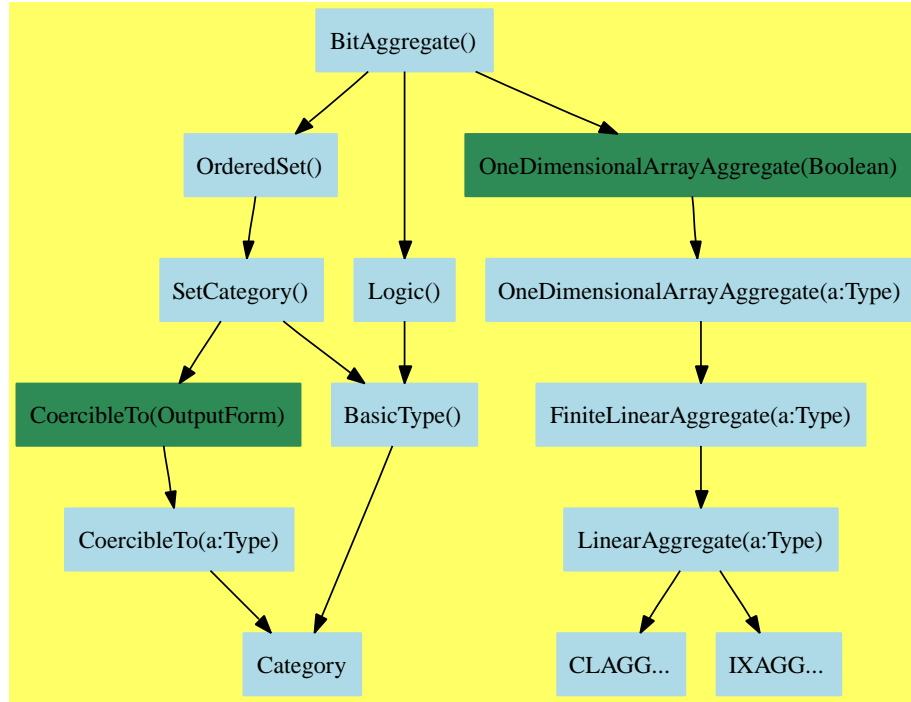 BitAggregate()
OrderedSet()
OneDimensionalArrayAggregate(Boolean)
SetCategory()
Logic()
OneDimensionalArrayAggregate(a:Type)
CoercibleTo(OutputForm)
BasicType()
FiniteLinearAggregate(a:Type)
CoercibleTo(a:Type)
LinearAggregate(a:Type)
Category
CLAGG...
IXAGG...